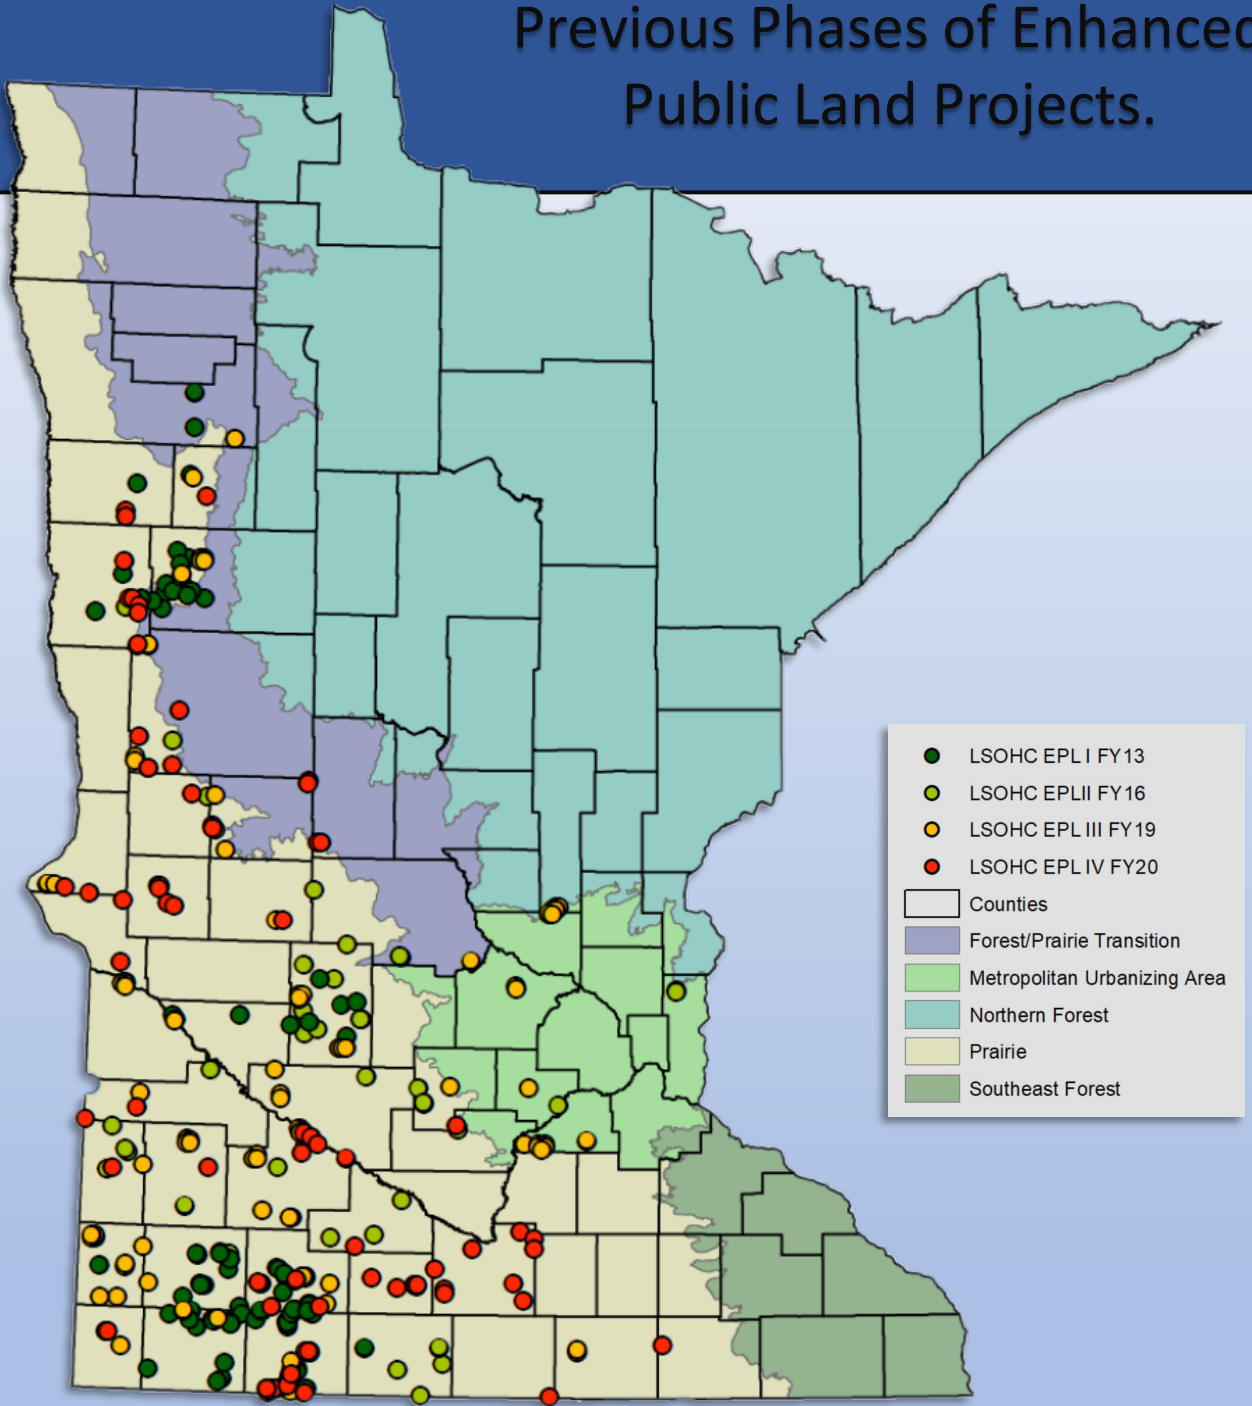 Previous Phases of Enhanced
Public Land Projects.
LSOHC EPL I FY13
LSOHC EPLII FY16
LSOHC EPL III FY19
LSOHC EPL IV FY20
Counties
Forest/Prairie Transition
Metropolitan Urbanizing Area
Northern Forest
Prairie
Southeast Forest